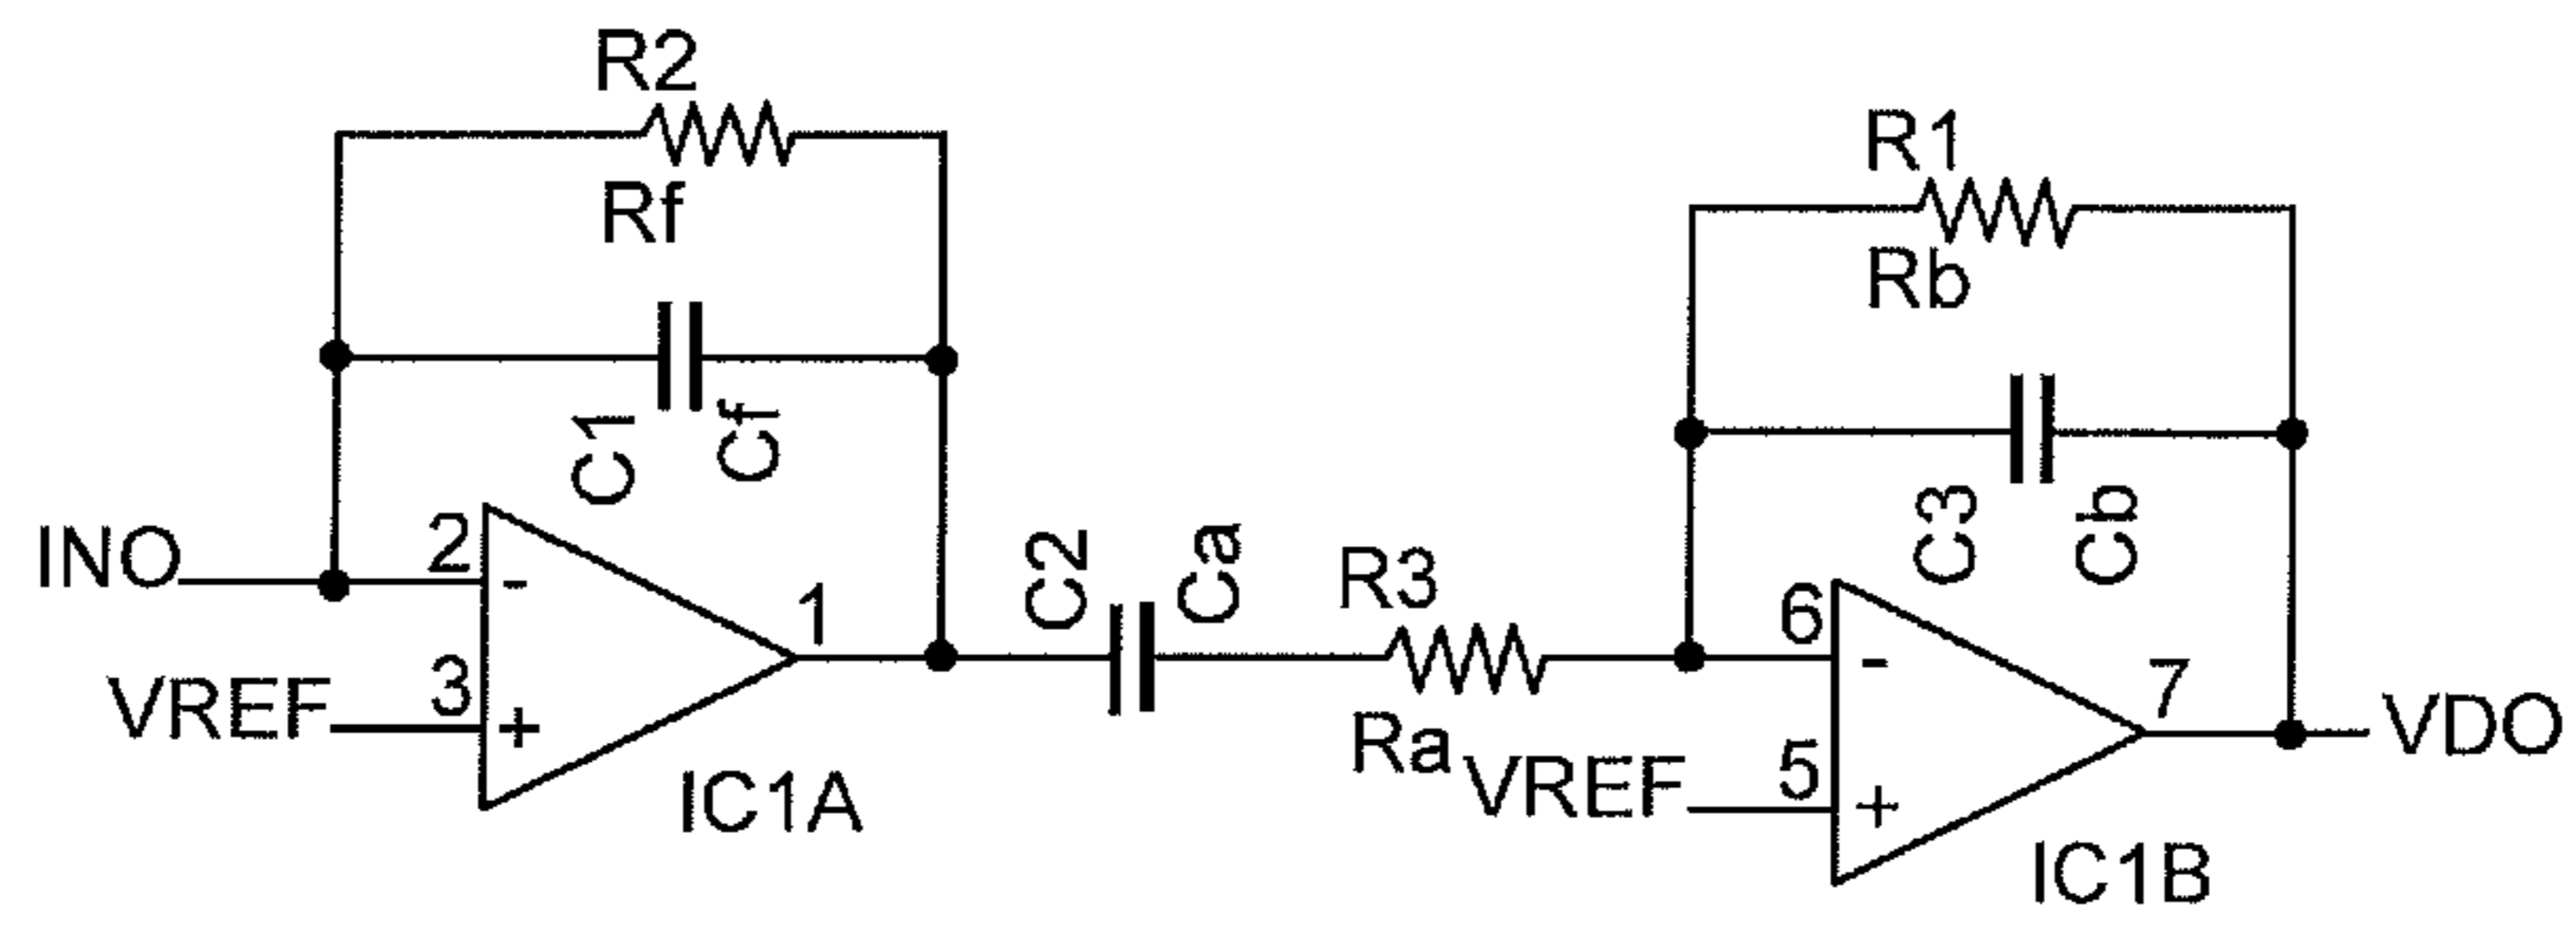 R2
Rf
C1
Cf
INO
2
-
VREF
3
+
1
IC1A
C2
Ca
R3
Ra
R1
Rb
C3
Cb
6
-
VREF
5
+
7
VDO
IC1B